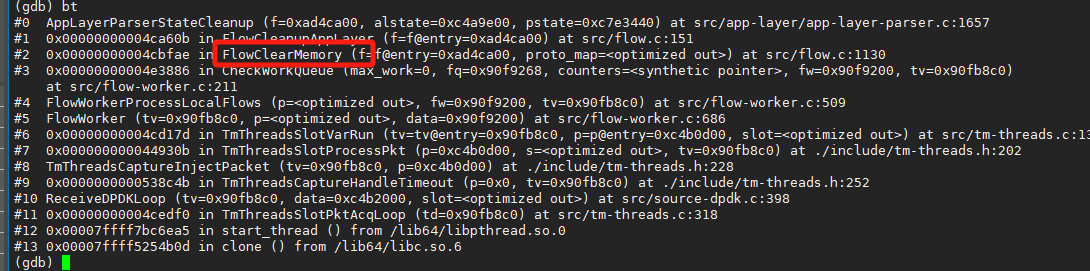 (gdb) bt
#0  AppLayerParserStateCleanup (f=0xad4ca00, alstate=0xc4a9e00, pstate=0xc7e3440) at src/app-layer/app-layer-parser.c:1657
#1  0x00000000004ca60b in FlowCleanupAppLayer (f=f@entry=0xad4ca00) at src/flow.c:151
#2  0x00000000004cbfae in FlowClearMemory (f=f@entry=0xad4ca00, proto_map=<optimized out>) at src/flow.c:1130
#3  0x00000000004e3886 in CheckWorkQueue (max_work=0, fq=0x90f9268, counters=<synthetic pointer>, fw=0x90f9200, tv=0x90fb8c0)
    at src/flow-worker.c:211
#4  FlowWorkerProcessLocalFlows (p=<optimized out>, fw=0x90f9200, tv=0x90fb8c0) at src/flow-worker.c:509
#5  FlowWorker (tv=0x90fb8c0, p=<optimized out>, data=0x90f9200) at src/flow-worker.c:686
#6  0x00000000004cd17d in TmThreadsSlotVarRun (tv=tv@entry=0x90fb8c0, p=p@entry=0xc4b0d00, slot=<optimized out>) at src/tm-threads.c:13
#7  0x000000000044930b in TmThreadsSlotProcessPkt (p=0xc4b0d00, s=<optimized out>, tv=0x90fb8c0) at ./include/tm-threads.h:202
#8  TmThreadsCaptureInjectPacket (tv=0x90fb8c0, p=0xc4b0d00) at ./include/tm-threads.h:228
#9  0x0000000000538c4b in TmThreadsCaptureHandleTimeout (p=0x0, tv=0x90fb8c0) at ./include/tm-threads.h:252
#10 ReceiveDPDKLoop (tv=0x90fb8c0, data=0xc4b2000, slot=<optimized out>) at src/source-dpdk.c:398
#11 0x00000000004cedf0 in TmThreadsSlotPktAcqLoop (td=0x90fb8c0) at src/tm-threads.c:318
#12 0x00007ffff7bc6ea5 in start_thread () from /lib64/libpthread.so.0
#13 0x00007ffff5254b0d in clone () from /lib64/libc.so.6
(gdb)